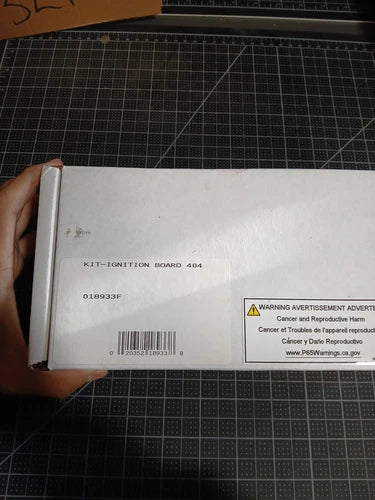 KIT-IGNITION BOARD 404
018933F
0 20352 18933 8
WARNING AVERTISSEMENT ADVERTE
Cancer and Reproductive Harm
Cancer et Troubles de l'appareil reproduct
Cáncer y Daño Reproductivo
www.P65Warnings.ca.gov